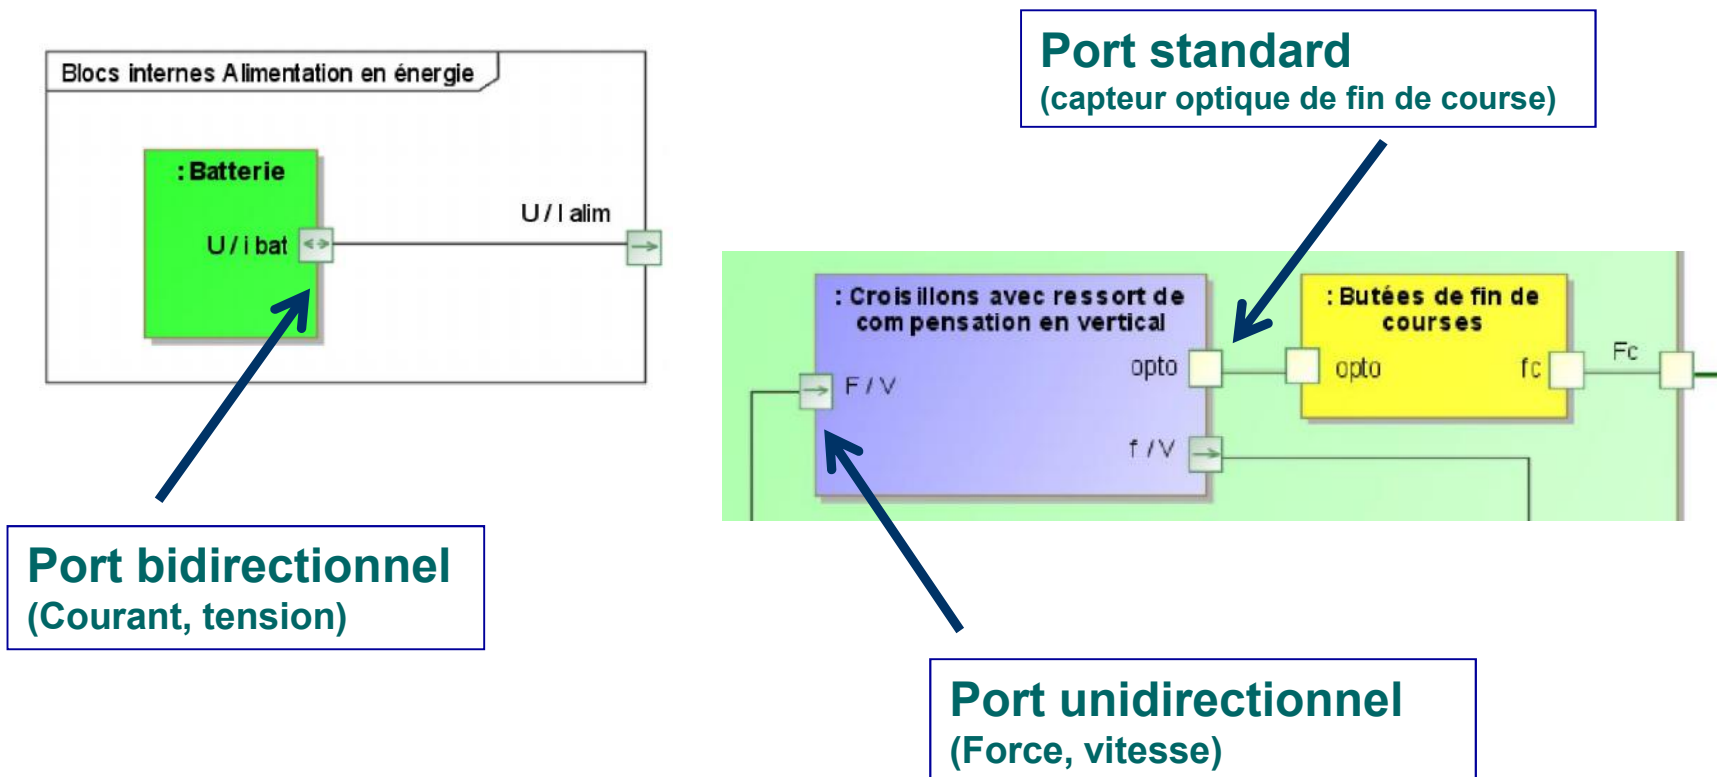 Blocs internes Alimentation en énergie
: Batterie
U / i bat
U / I alim
Port bidirectionnel
(Courant, tension)
Port standard
(capteur optique de fin de course)
: Croisillons avec ressort de
compensation en vertical
F / V
opto
f / V
: Butées de fin de
courses
opto
fc
Fc
Port unidirectionnel
(Force, vitesse)